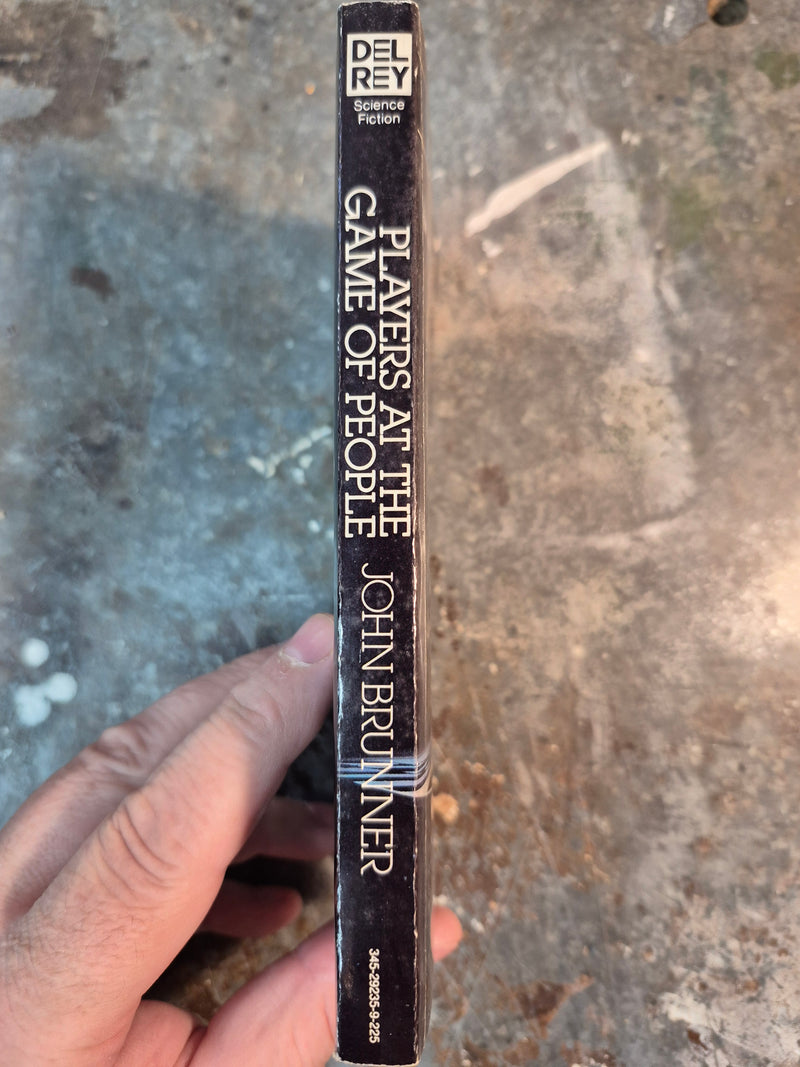 DEL
REY
Science
Fiction
PLAYERS AT THE
GAME OF PEOPLE
JOHN BRUNNER
345-29235-9-225